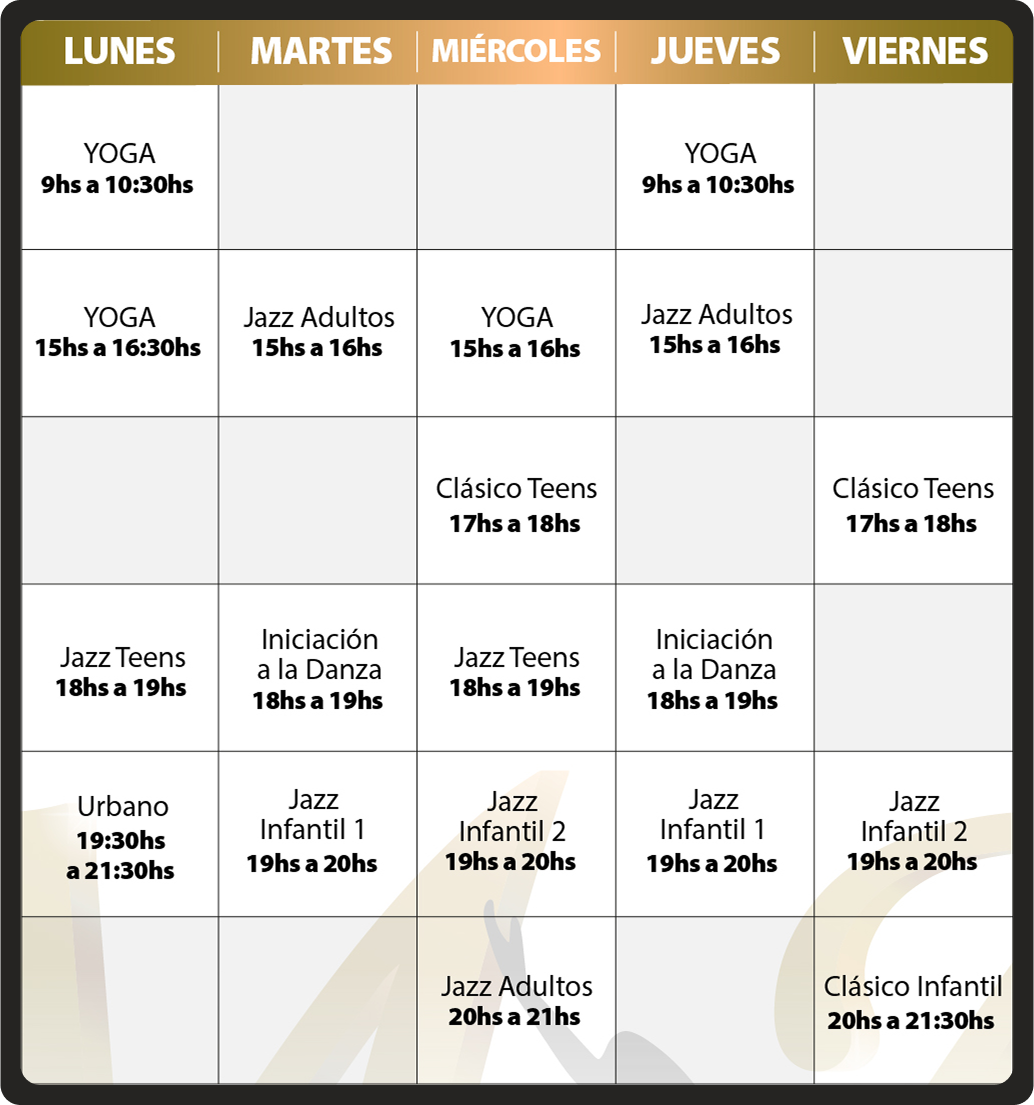 LUNES MARTES MIÉRCOLES JUEVES VIERNES
YOGA
9hs a 10:30hs
YOGA
9hs a 10:30hs
YOGA
15hs a 16:30hs
Jazz Adultos
15hs a 16hs
YOGA
15hs a 16hs
Jazz Adultos
15hs a 16hs
Clásico Teens
17hs a 18hs
Clásico Teens
17hs a 18hs
Jazz Teens
18hs a 19hs
Iniciación
a la Danza
18hs a 19hs
Jazz Teens
18hs a 19hs
Iniciación
a la Danza
18hs a 19hs
Urbano
19:30hs
a 21:30hs
Jazz
Infantil 1
19hs a 20hs
Jazz
Infantil 2
19hs a 20hs
Jazz
Infantil 1
19hs a 20hs
Jazz
Infantil 2
19hs a 20hs
Jazz Adultos
20hs a 21hs
Clásico Infantil
20hs a 21:30hs